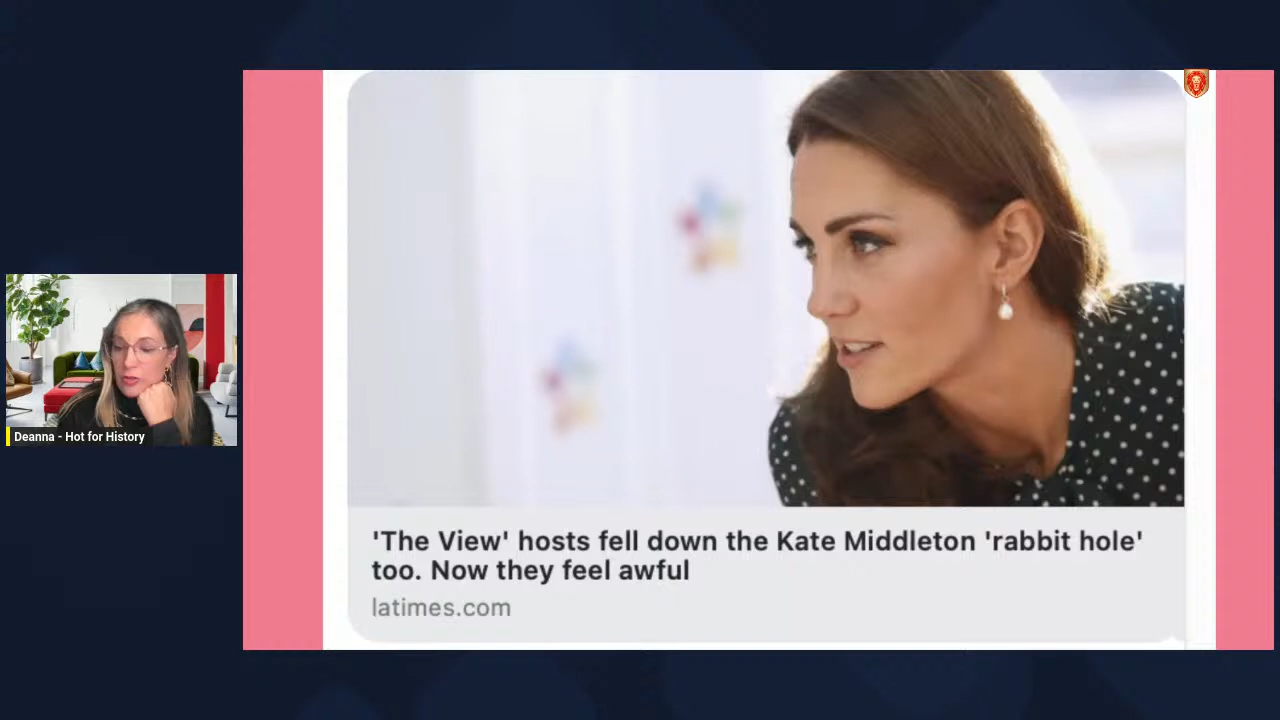 Deanna - Hot for History
'The View' hosts fell down the Kate Middleton 'rabbit hole'
too. Now they feel awful
latimes.com